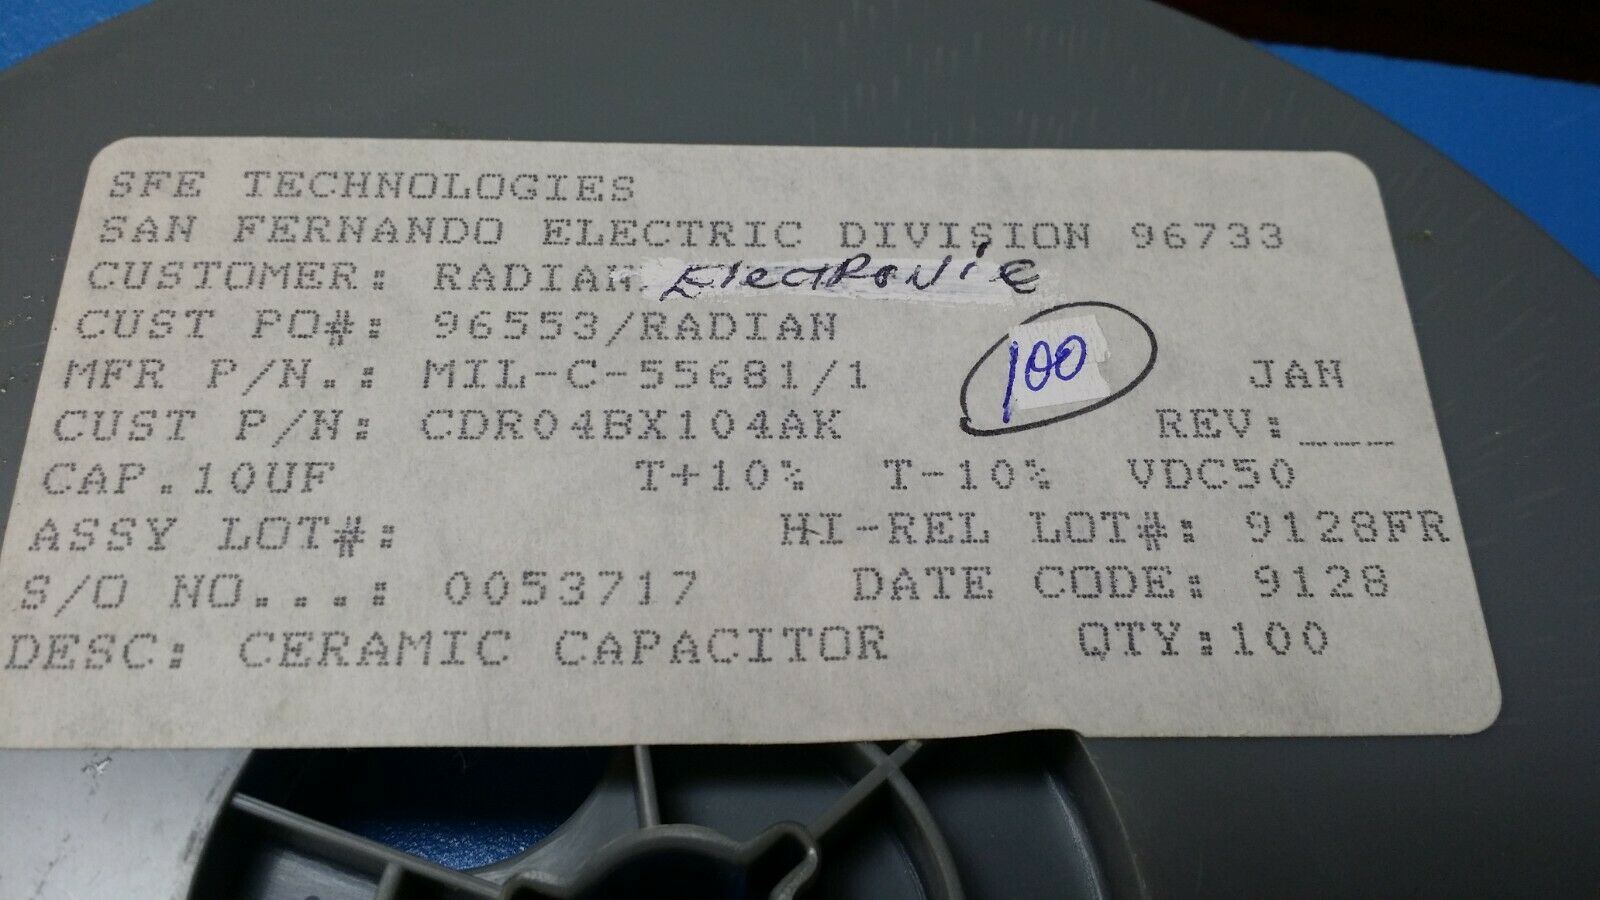 SFE TECHNOLOGIES
SAN FERNANDO ELECTRIC DIVISION 96733
CUSTOMER: RADIAN Electronic
CUST PO#: 96553/RADIAN
100
MFR P/N.: MIL-C-55681/1 JAN
CUST P/N: CDR04BX104AK REV:___
CAP.10UF T+10% T-10% VDC50
ASSY LOT#: HI-REL LOT#: 9128FR
S/O NO...: 0053717 DATE CODE: 9128
DESC: CERAMIC CAPACITOR QTY:100